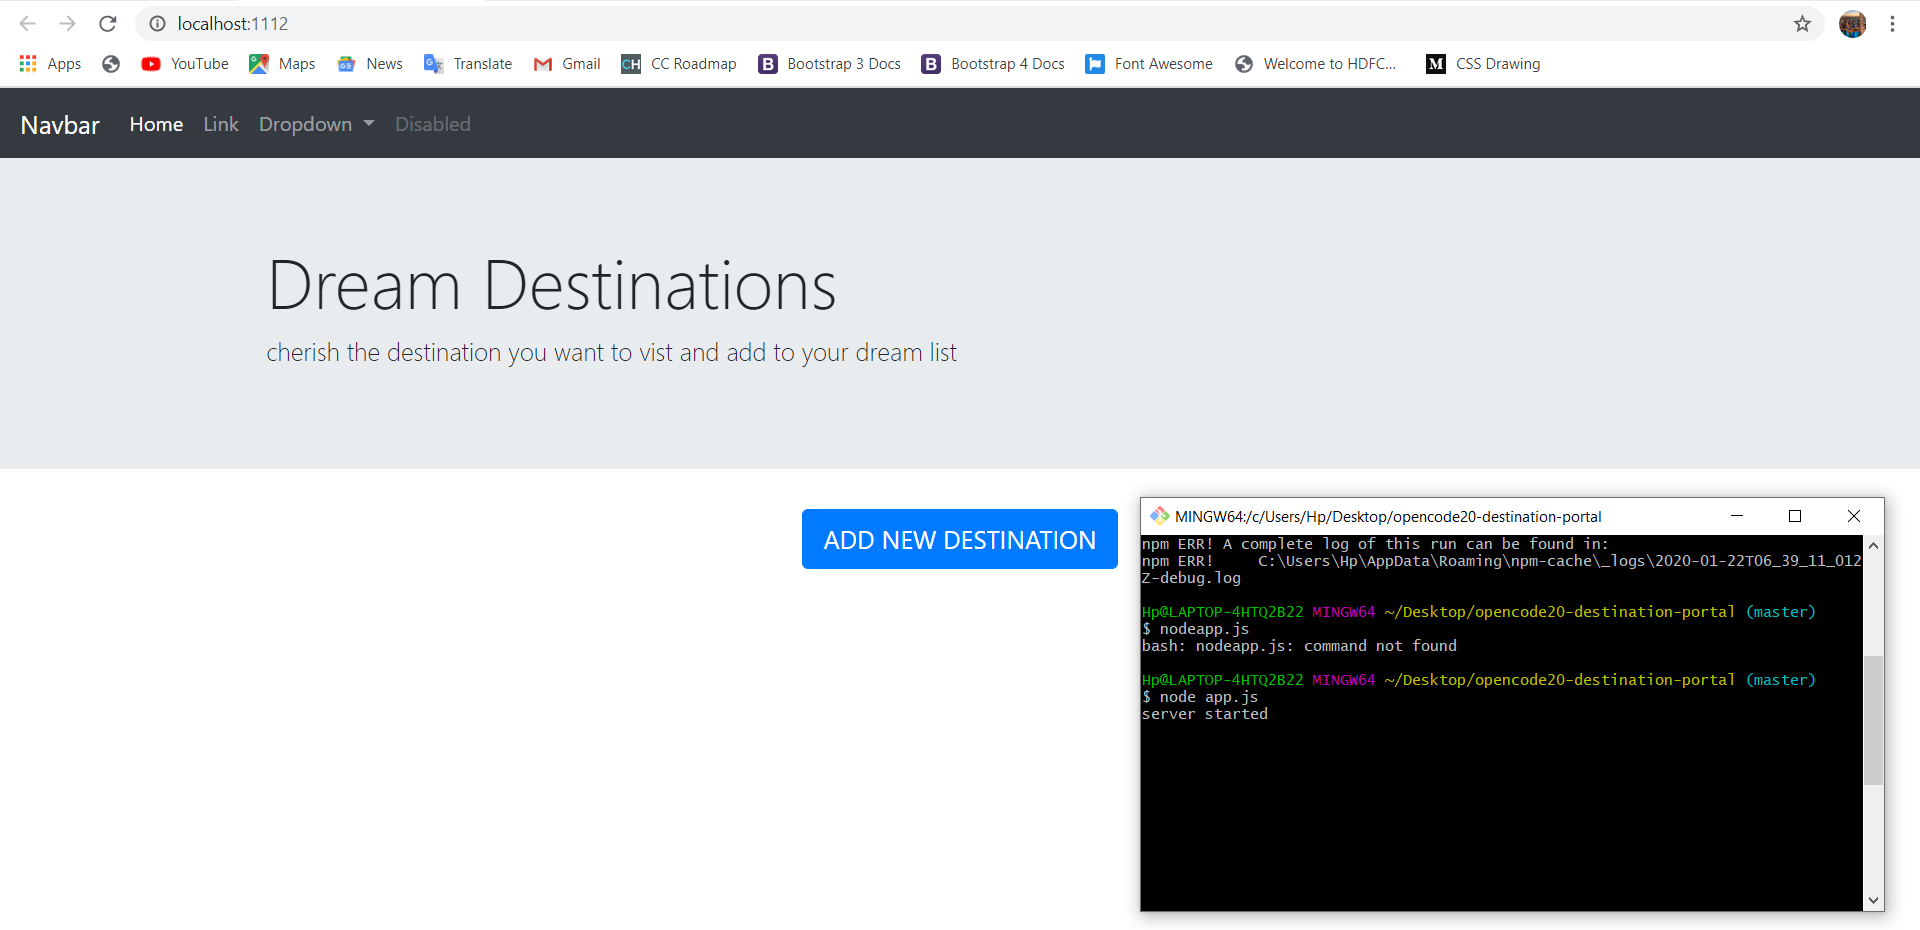 localhost:1112
Apps YouTube Maps News Translate Gmail CC Roadmap Bootstrap 3 Docs Bootstrap 4 Docs Font Awesome Welcome to HDFC... CSS Drawing
Navbar Home Link Dropdown Disabled
Dream Destinations
cherish the destination you want to vist and add to your dream list
ADD NEW DESTINATION
MINGW64:/c/Users/Hp/Desktop/opencode20-destination-portal
npm ERR! A complete log of this run can be found in:
npm ERR!     C:\Users\Hp\AppData\Roaming\npm-cache\_logs\2020-01-22T06_39_11_012
Z-debug.log
Hp@LAPTOP-4HTQ2B22 MINGW64 ~/Desktop/opencode20-destination-portal (master)
$ nodeapp.js
bash: nodeapp.js: command not found
Hp@LAPTOP-4HTQ2B22 MINGW64 ~/Desktop/opencode20-destination-portal (master)
$ node app.js
server started